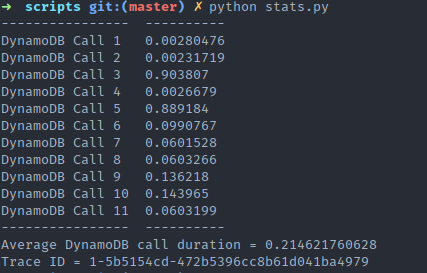 ➜  scripts git:(master) ✗ python stats.py
---------------  ----------
DynamoDB Call 1   0.00280476
DynamoDB Call 2   0.00231719
DynamoDB Call 3   0.903807
DynamoDB Call 4   0.0026679
DynamoDB Call 5   0.889184
DynamoDB Call 6   0.0990767
DynamoDB Call 7   0.0601528
DynamoDB Call 8   0.0603266
DynamoDB Call 9   0.136218
DynamoDB Call 10  0.143965
DynamoDB Call 11  0.0603199
----------------  ----------
Average DynamoDB call duration = 0.214621760628
Trace ID = 1-5b5154cd-472b5396cc8b61d041ba4979